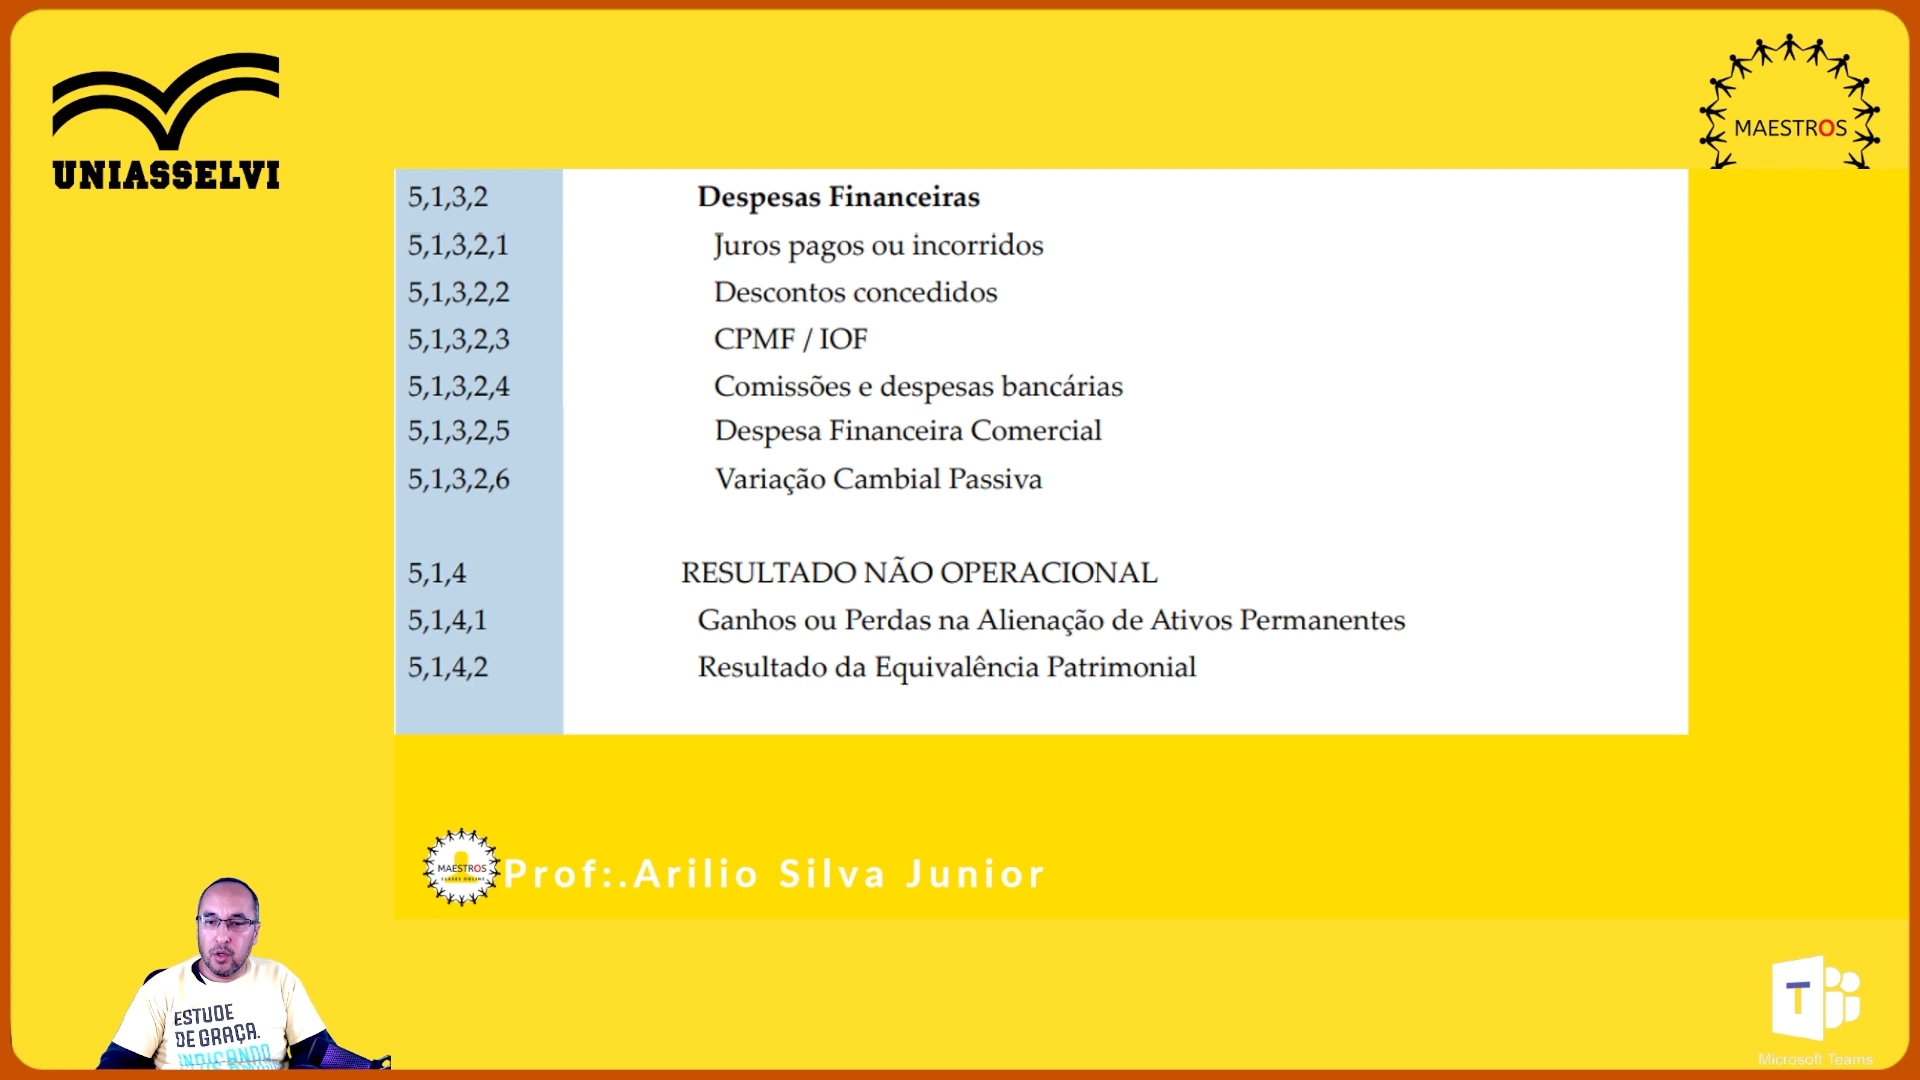 UNIASSELVI
MAESTROS
5,1,3,2 Despesas Financeiras
5,1,3,2,1 Juros pagos ou incorridos
5,1,3,2,2 Descontos concedidos
5,1,3,2,3 CPMF / IOF
5,1,3,2,4 Comissões e despesas bancárias
5,1,3,2,5 Despesa Financeira Comercial
5,1,3,2,6 Variação Cambial Passiva
5,1,4 RESULTADO NÃO OPERACIONAL
5,1,4,1 Ganhos ou Perdas na Alienação de Ativos Permanentes
5,1,4,2 Resultado da Equivalência Patrimonial
MAESTROS
Prof:.Arilio Silva Junior
ESTUDE
DE GRAÇA.
INDICANDO
T
Microsoft Teams